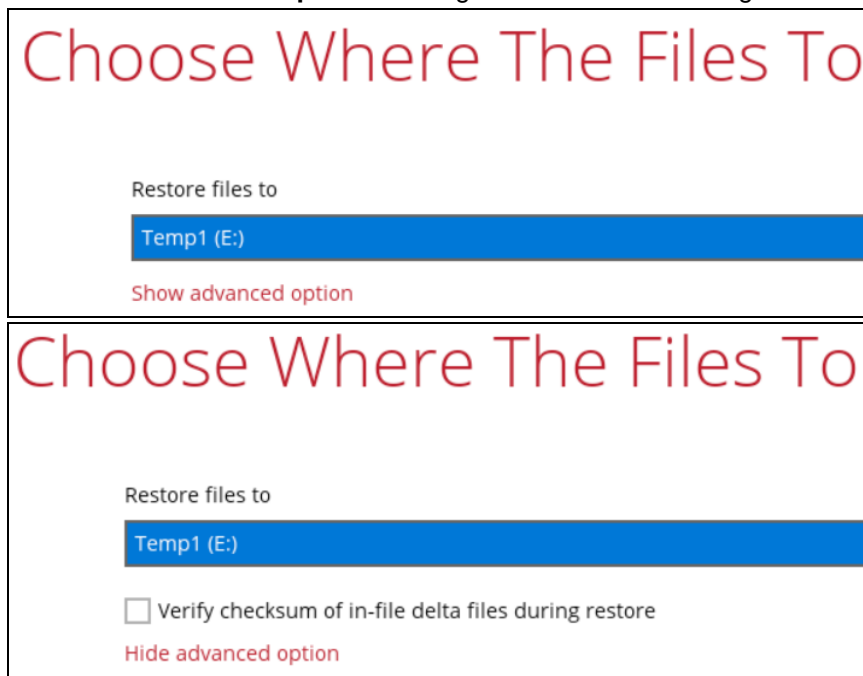 Choose Where The Files To
Restore files to
Temp1 (E:)
Show advanced option
Choose Where The Files To
Restore files to
Temp1 (E:)
Verify checksum of in-file delta files during restore
Hide advanced option